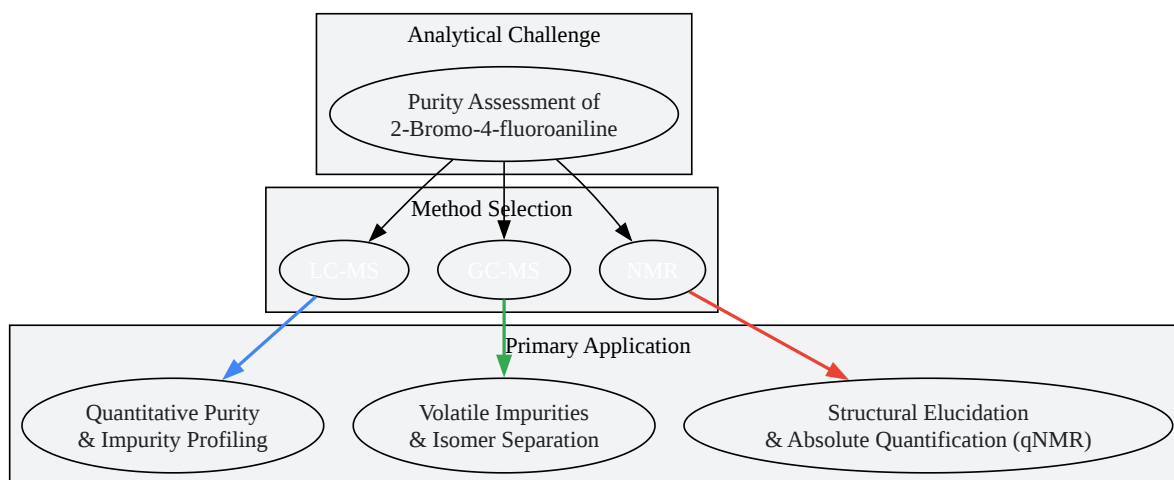 Analytical Challenge
Purity Assessment of
2-Bromo-4-fluoroaniline
Method Selection
LC-MS
GC-MS
NMR
Primary Application
Quantitative Purity
& Impurity Profiling
Volatile Impurities
& Isomer Separation
Structural Elucidation
& Absolute Quantification (qNMR)